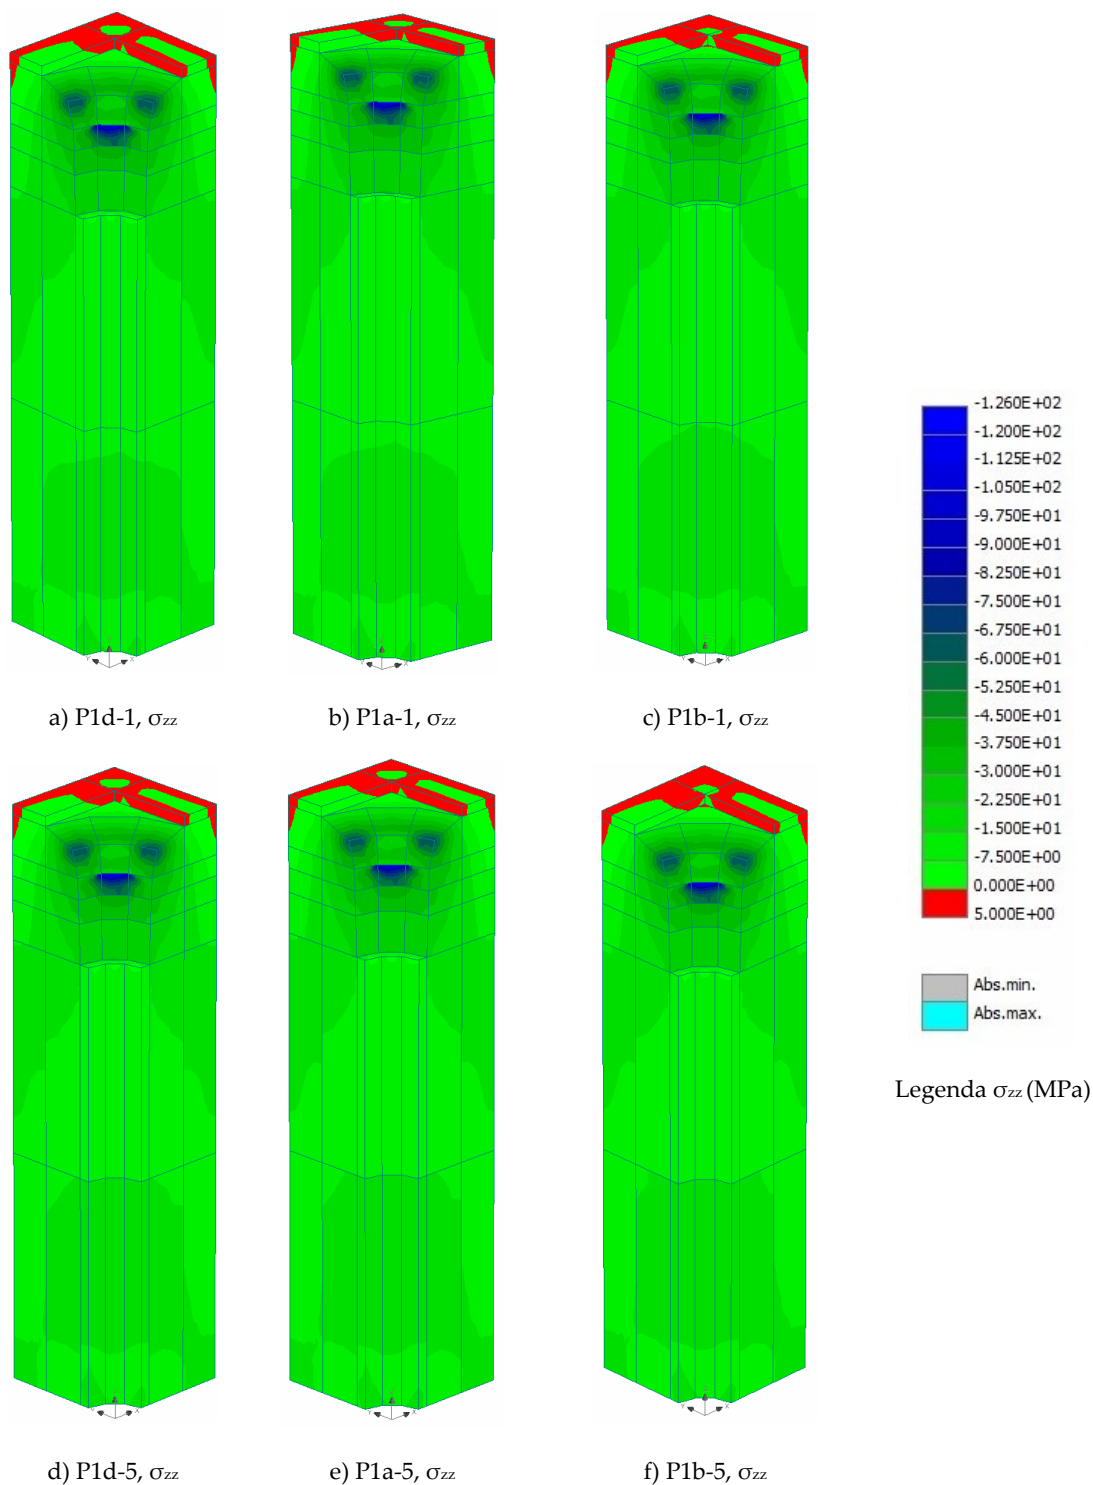 a) P1d-1, σzz
b) P1a-1, σzz
c) P1b-1, σzz
-1.260E+02
-1.200E+02
-1.125E+02
-1.050E+02
-9.750E+01
-9.000E+01
-8.250E+01
-7.500E+01
-6.750E+01
-6.000E+01
-5.250E+01
-4.500E+01
-3.750E+01
-3.000E+01
-2.250E+01
-1.500E+01
-7.500E+00
0.000E+00
5.000E+00
Abs.min.
Abs.max.
Legenda σzz (MPa)
d) P1d-5, σzz
e) P1a-5, σzz
f) P1b-5, σzz